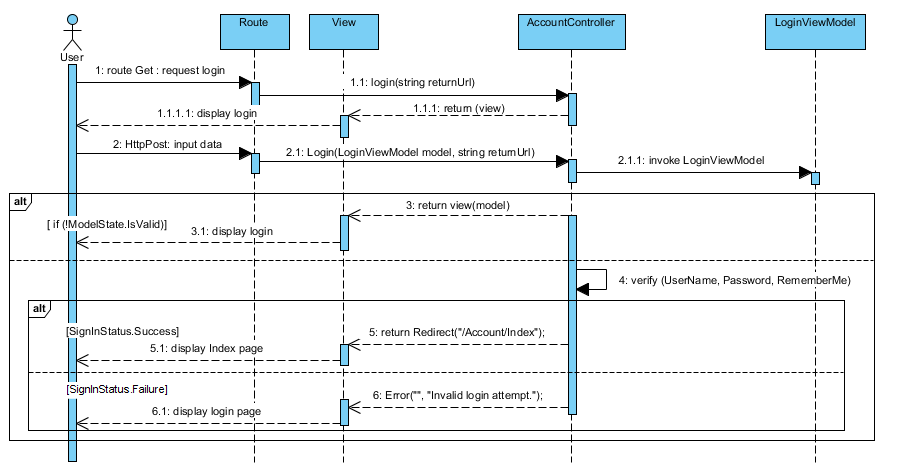 Route
View
AccountController
LoginViewModel
User
1: route Get : request login
1.1: login(string returnUrl)
1.1.1: return (view)
1.1.1.1: display login
2: HttpPost: input data
2.1: Login(LoginViewModel model, string returnUrl)
2.1.1: invoke LoginViewModel
alt
3: return view(model)
[ if (!ModelState.IsValid)]
3.1: display login
4: verify (UserName, Password, RememberMe)
alt
[SignInStatus.Success]
5: return Redirect("/Account/Index");
5.1: display Index page
[SignInStatus.Failure]
6: Error("", "Invalid login attempt.");
6.1: display login page